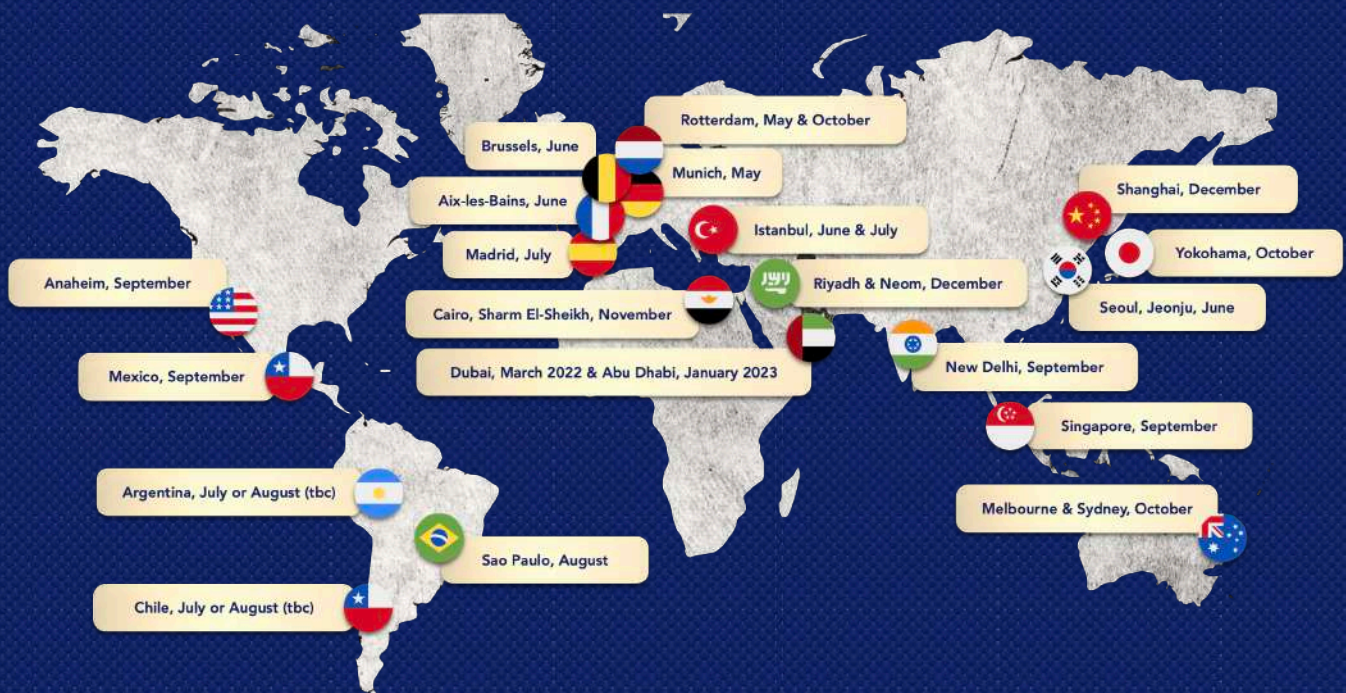 Rotterdam, May & October
Brussels, June
Munich, May
Shanghai, December
Aix-les-Bains, June
Istanbul, June & July
Madrid, July
Yokohama, October
Anaheim, September
Riyadh & Neom, December
Cairo, Sharm El-Sheikh, November
Seoul, Jeonju, June
Dubai, March 2022 & Abu Dhabi, January 2023
New Delhi, September
Mexico, September
Singapore, September
Argentina, July or August (tbc)
Melbourne & Sydney, October
Sao Paulo, August
Chile, July or August (tbc)